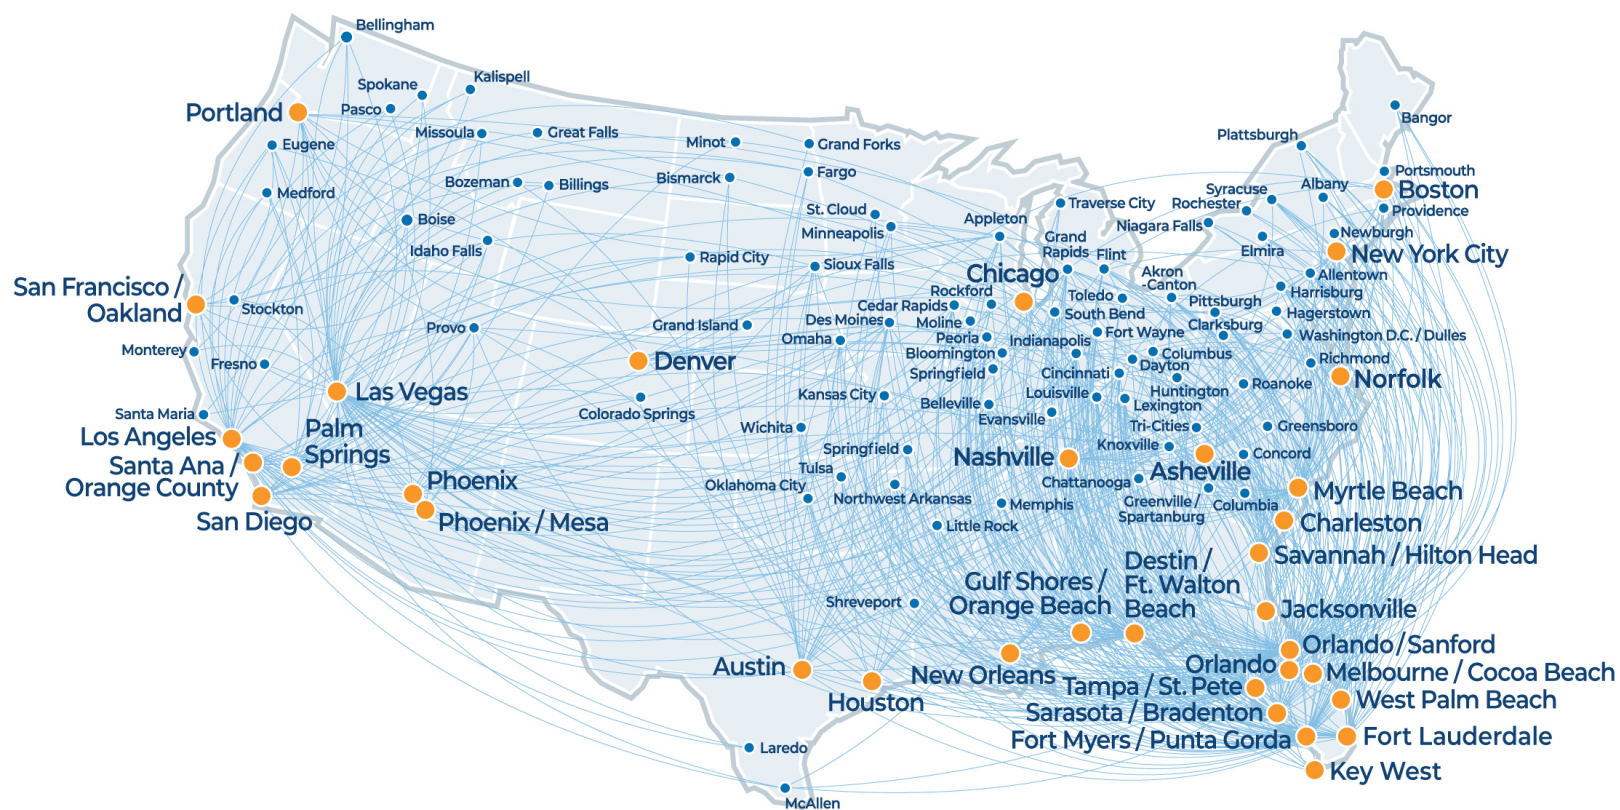 Bellingham
Spokane
Kalispell
Pasco
Portland
Missoula
Great Falls
Eugene
Bozeman
Billings
Medford
Boise
Idaho Falls
San Francisco /
Oakland
Stockton
Provo
Monterey
Fresno
Las Vegas
Santa Maria
Los Angeles
Palm
Springs
Santa Ana /
Orange County
San Diego
Phoenix
Phoenix / Mesa
Minot
Grand Forks
Bismarck
Fargo
St. Cloud
Minneapolis
Rapid City
Sioux Falls
Grand Island
Denver
Colorado Springs
Omaha
Des Moines
Cedar Rapids
Kansas City
Wichita
Springfield
Tulsa
Oklahoma City
Northwest Arkansas
Little Rock
Memphis
Shreveport
Austin
Houston
Laredo
McAllen
Appleton
Traverse City
Grand
Rapids
Flint
Chicago
Rockford
Moline
Peoria
Bloomington
Springfield
Belleville
Evansville
Toledo
South Bend
Fort Wayne
Indianapolis
Akron
-Canton
Pittsburgh
Clarksburg
Columbus
Dayton
Cincinnati
Huntington
Louisville
Lexington
Tri-Cities
Knoxville
Nashville
Asheville
Chattanooga
Greenville /
Spartanburg
Columbia
Concord
Greensboro
Roanoke
Bangor
Plattsburgh
Portsmouth
Boston
Providence
Albany
Syracuse
Rochester
Niagara Falls
Elmira
Newburgh
New York City
Allentown
Harrisburg
Hagerstown
Washington D.C. / Dulles
Richmond
Norfolk
Myrtle Beach
Charleston
Savannah / Hilton Head
Destin /
Ft. Walton
Beach
Gulf Shores /
Orange Beach
New Orleans
Jacksonville
Orlando / Sanford
Orlando
Melbourne / Cocoa Beach
Tampa / St. Pete
West Palm Beach
Sarasota / Bradenton
Fort Myers / Punta Gorda
Fort Lauderdale
Key West